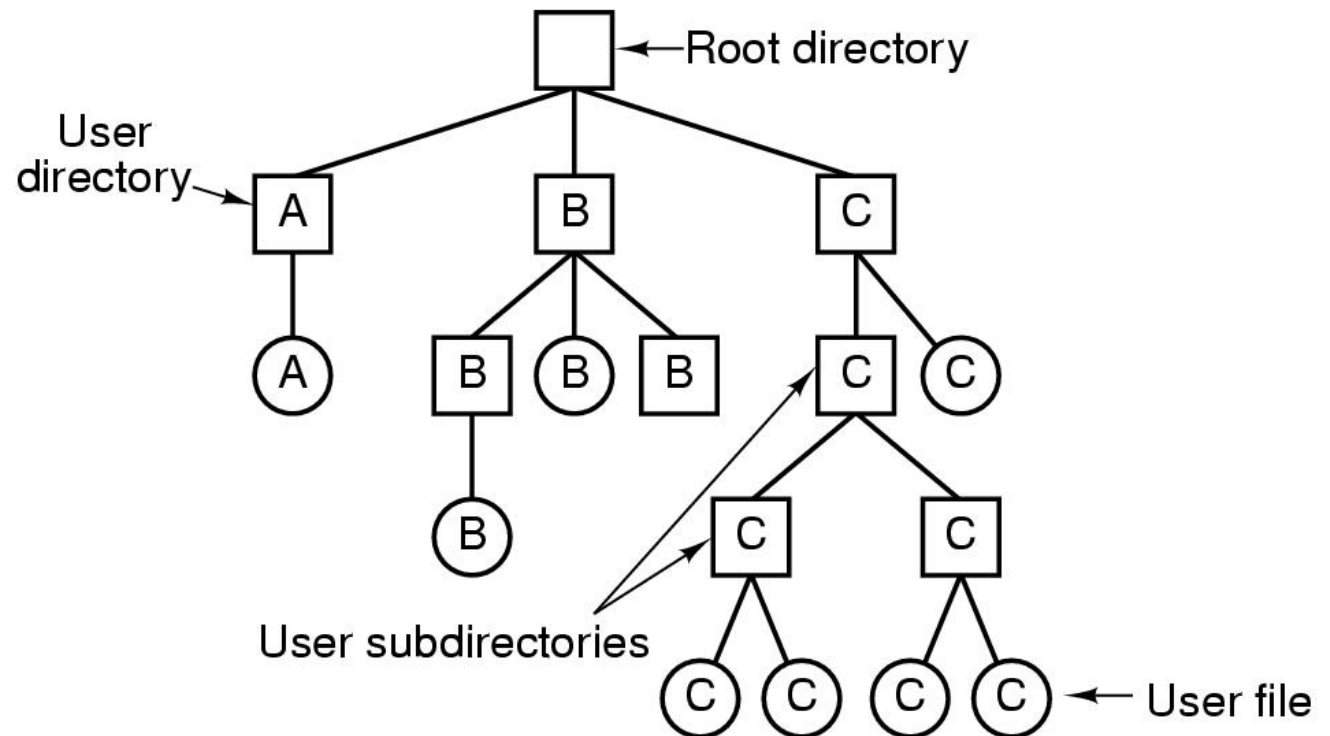 Root directory
User
directory
A
B
C
A
B
B
B
C
C
B
C
C
User subdirectories
C
C
C
C
User file